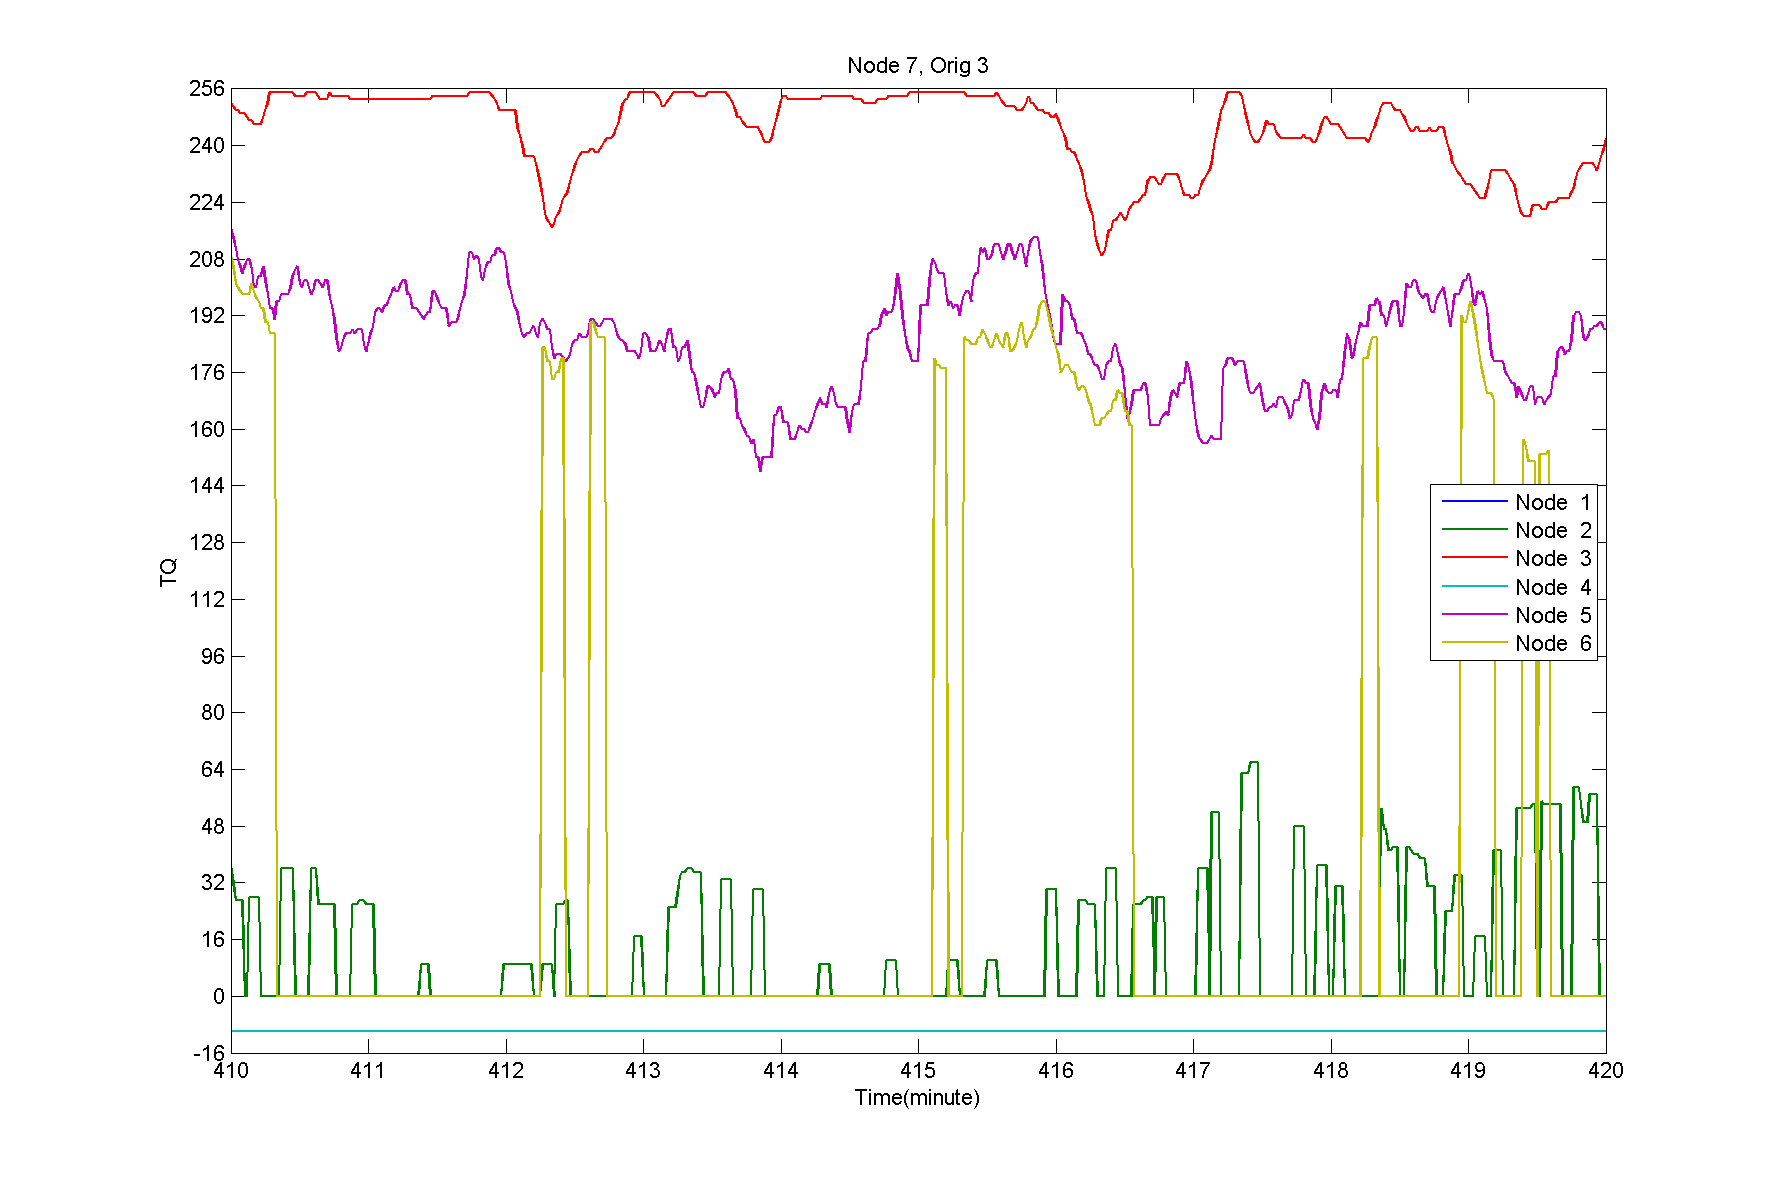 Node 7, Orig 3
256
240
224
208
192
176
160
144
128
112
96
80
64
48
32
16
0
-16
TQ
Node 1
Node 2
Node 3
Node 4
Node 5
Node 6
410 411 412 413 414 415 416 417 418 419 420
Time(minute)